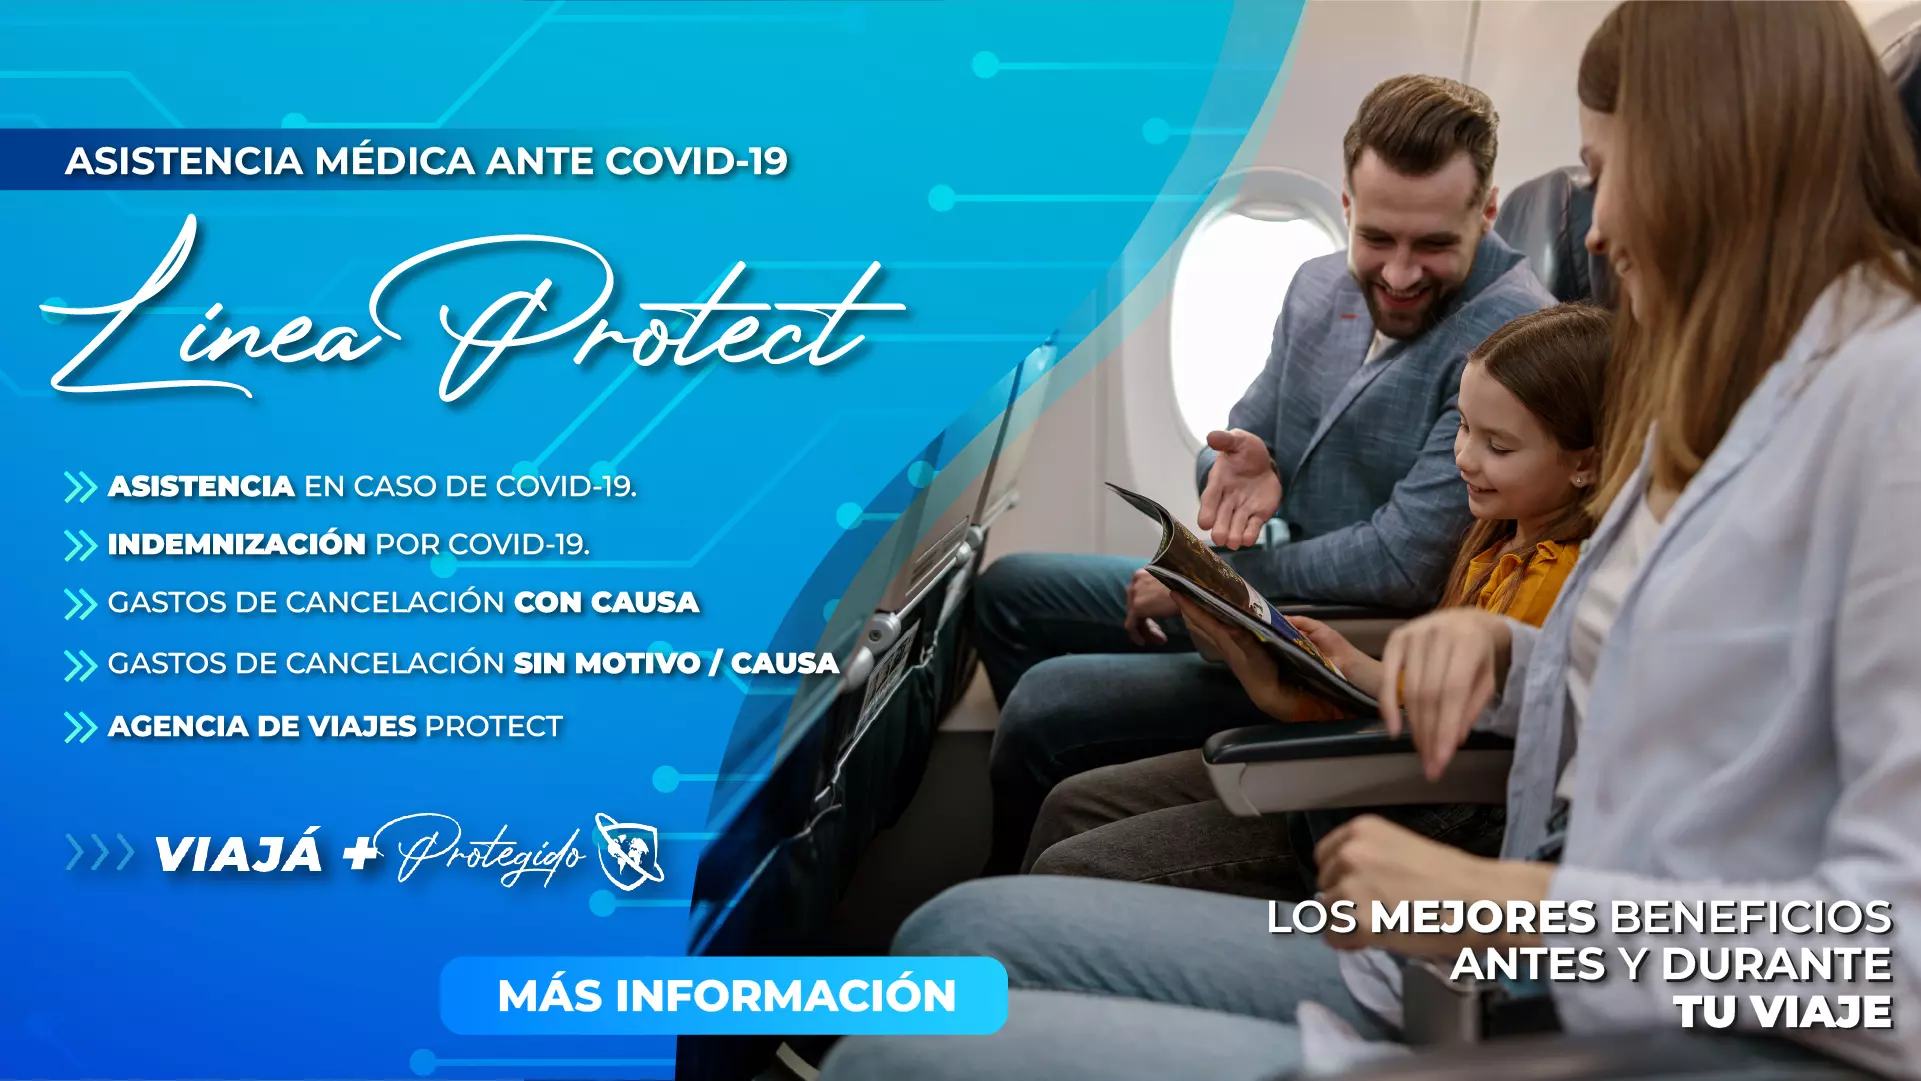 ASISTENCIA MÉDICA ANTE COVID-19
Línea Protect
ASISTENCIA EN CASO DE COVID-19.
INDEMNIZACIÓN POR COVID-19.
GASTOS DE CANCELACIÓN CON CAUSA
GASTOS DE CANCELACIÓN SIN MOTIVO / CAUSA
AGENCIA DE VIAJES PROTECT
VIAJÁ + Protegido
MÁS INFORMACIÓN
LOS MEJORES BENEFICIOS
ANTES Y DURANTE
TU VIAJE